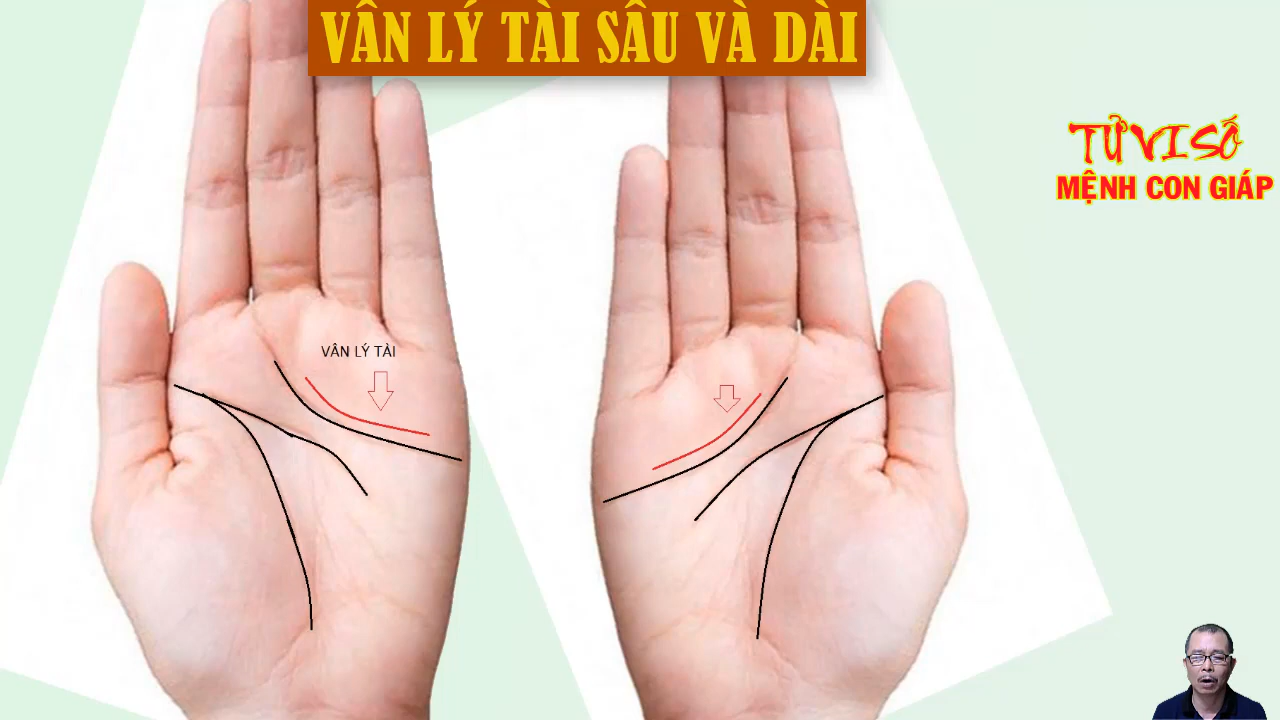 VÂN LÝ TÀI SÂU VÀ DÀI
TỬ VI SỐ
MỆNH CON GIÁP
VÂN LÝ TÀI